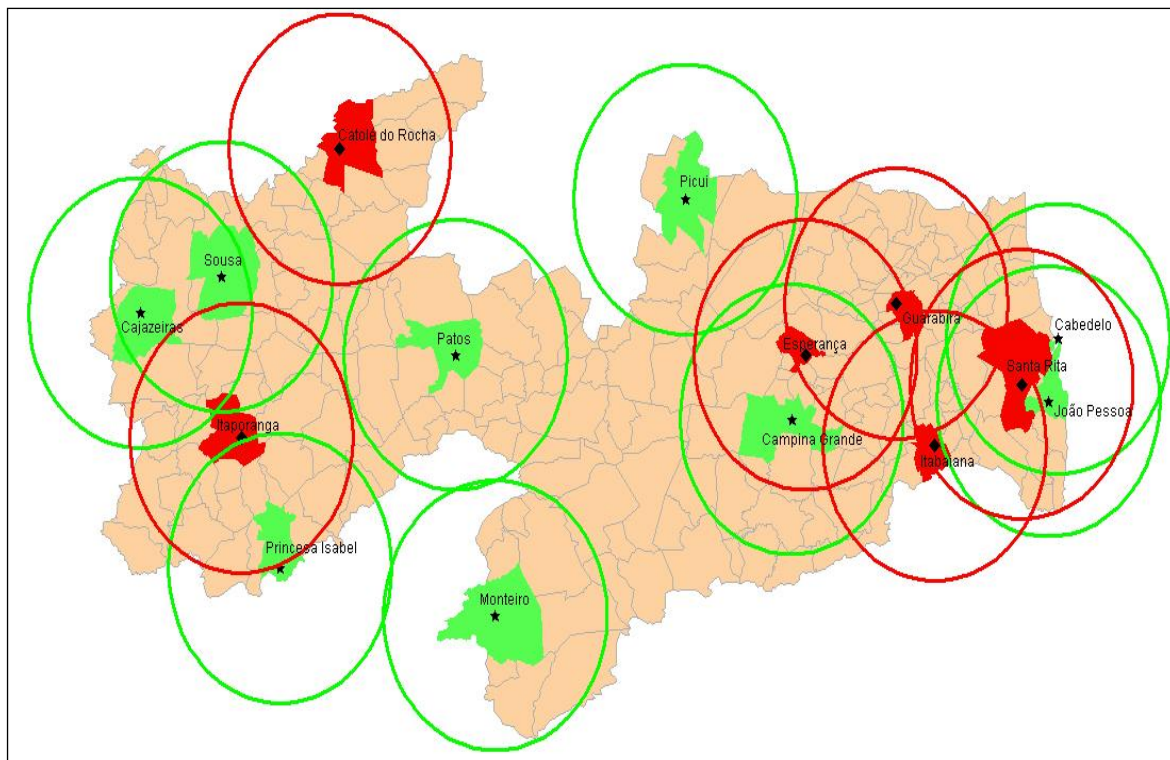 Catolé do Rocha
Picuí
Sousa
Cajazeiras
Patos
Guarabira
Cabedelo
Esperança
Santa Rita
João Pessoa
Itaporanga
Campina Grande
Itabaiana
Princesa Isabel
Monteiro